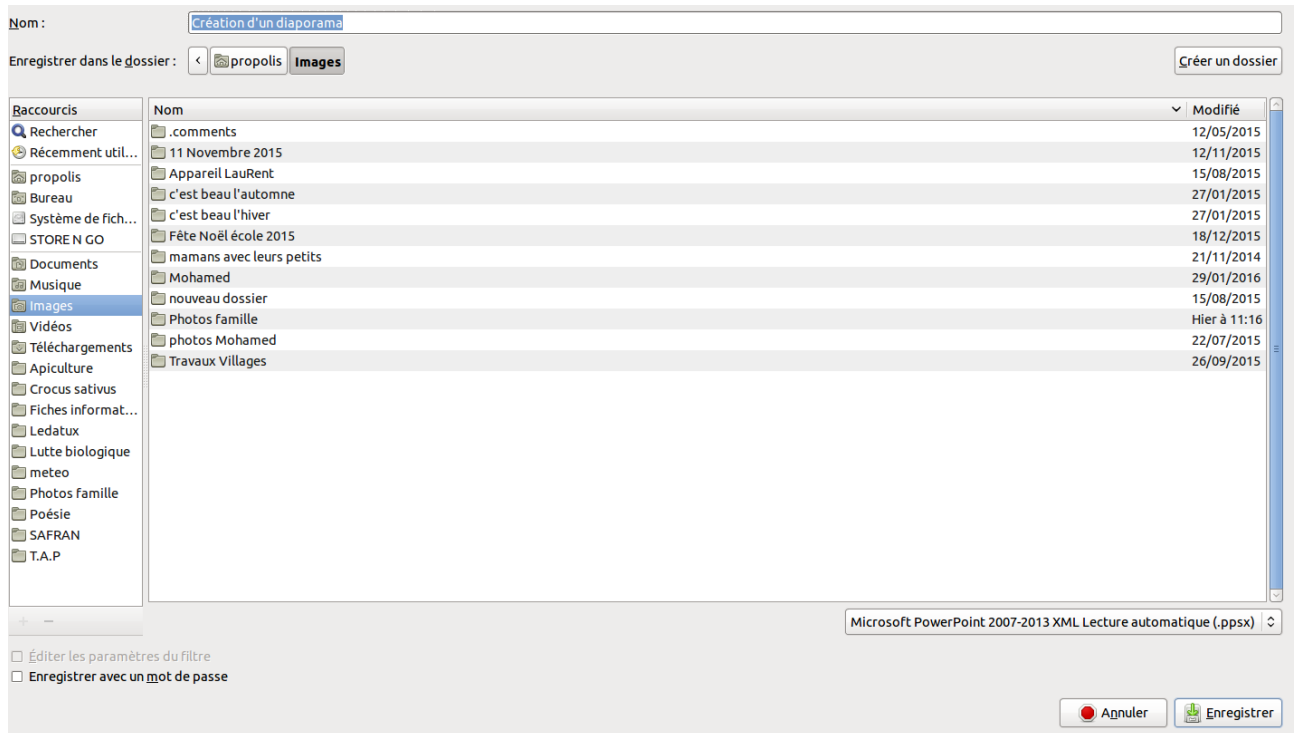 Nom : Création d'un diaporama
Enregistrer dans le dossier : < propolis Images Créer un dossier
Raccourcis
Rechercher
Récemment util...
propolis
Bureau
Système de fich...
STORE N GO
Documents
Musique
Images
Vidéos
Téléchargements
Apiculture
Crocus sativus
Fiches informat...
Ledatux
Lutte biologique
meteo
Photos famille
Poésie
SAFRAN
T.A.P
Nom Modifié
.comments 12/05/2015
11 Novembre 2015 12/11/2015
Appareil LauRent 15/08/2015
c'est beau l'automne 27/01/2015
c'est beau l'hiver 27/01/2015
Fête Noël école 2015 18/12/2015
mamans avec leurs petits 21/11/2014
Mohamed 29/01/2016
nouveau dossier 15/08/2015
Photos famille Hier à 11:16
photos Mohamed 22/07/2015
Travaux Villages 26/09/2015
+ −
Microsoft PowerPoint 2007-2013 XML Lecture automatique (.ppsx)
Éditer les paramètres du filtre
Enregistrer avec un mot de passe
Annuler Enregistrer